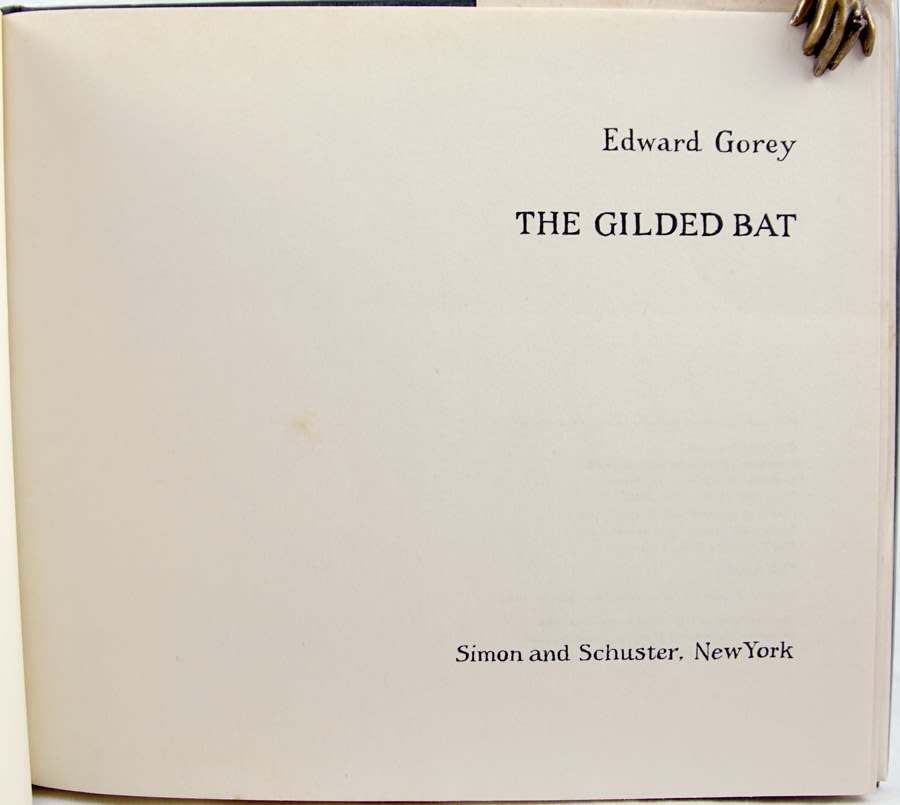 Edward Gorey
THE GILDED BAT
Simon and Schuster, New York